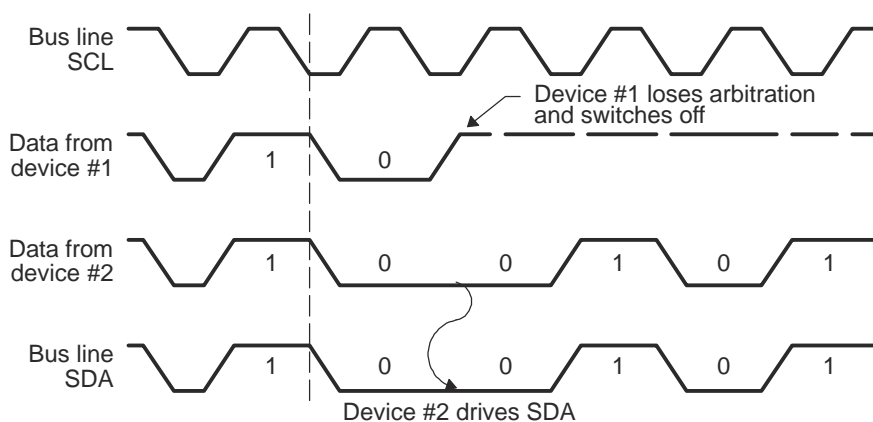 Bus line
SCL
Device #1 loses arbitration
and switches off
Data from
device #1
1 0
Data from
device #2
1 0 0 1 0 1
Bus line
SDA
1 0 0 1 0 1
Device #2 drives SDA